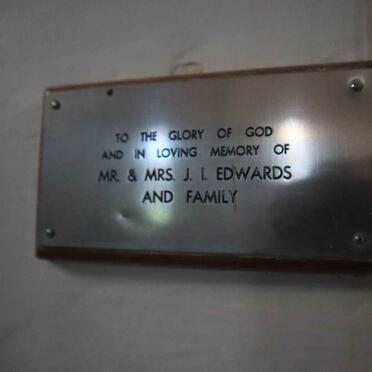 TO THE GLORY OF GOD
AND IN LOVING MEMORY OF
MR. & MRS. J. I. EDWARDS
AND FAMILY